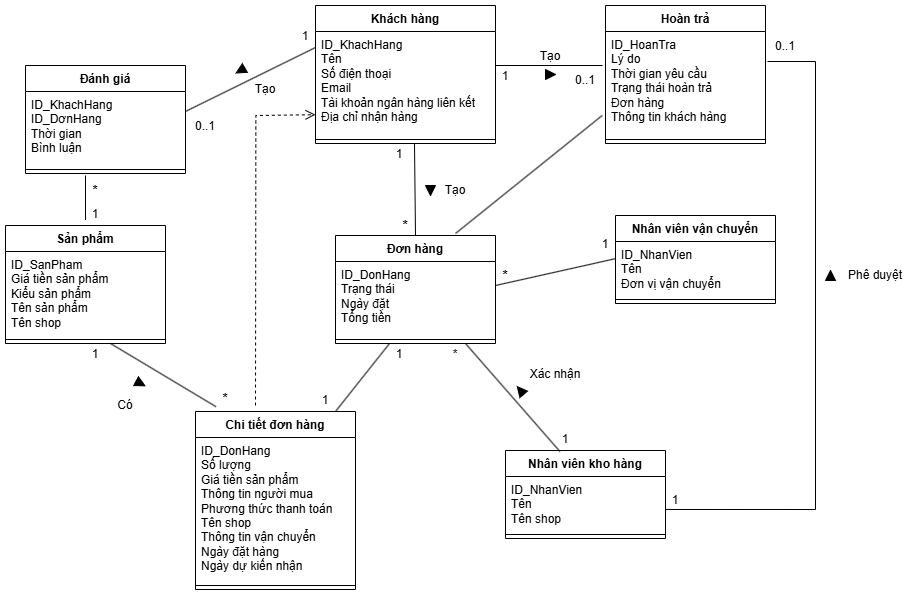 Khách hàng
ID_KhachHang
Tên
Số điện thoại
Email
Tài khoản ngân hàng liên kết
Địa chỉ nhận hàng
Hoàn trả
ID_HoanTra
Lý do
Thời gian yêu cầu
Trạng thái hoàn trả
Đơn hàng
Thông tin khách hàng
1
Tạo
0..1
Tạo
1
0..1
0..1
Đánh giá
ID_KhachHang
ID_DơnHang
Thời gian
Bình luận
1
Tạo
*
*
1
Sản phẩm
ID_SanPham
Giá tiền sản phẩm
Kiểu sản phẩm
Tên sản phẩm
Tên shop
Đơn hàng
ID_DonHang
Trạng thái
Ngày đặt
Tổng tiền
Nhân viên vận chuyển
ID_NhanVien
Tên
Đơn vị vận chuyển
1
*
Phê duyệt
1
Có
*
1
1
*
Xác nhận
1
Chi tiết đơn hàng
ID_DonHang
Số lượng
Giá tiền sản phẩm
Thông tin người mua
Phương thức thanh toán
Tên shop
Thông tin vận chuyển
Ngày đặt hàng
Ngày dự kiến nhận
Nhân viên kho hàng
ID_NhanVien
Tên
Tên shop
1